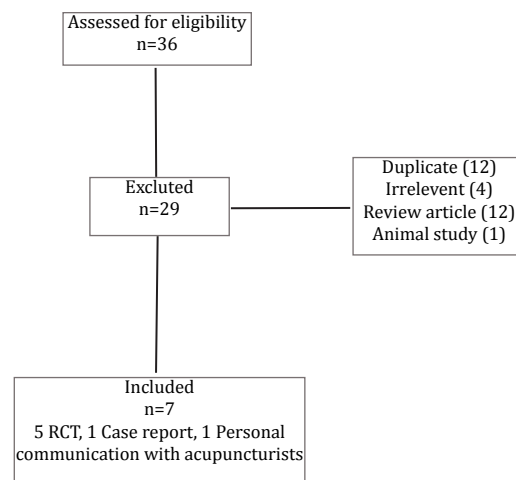 Assessed for eligibility
n=36
Excluted
n=29
Duplicate (12)
Irrelevent (4)
Review article (12)
Animal study (1)
Included
n=7
5 RCT, 1 Case report, 1 Personal
communication with acupuncturists